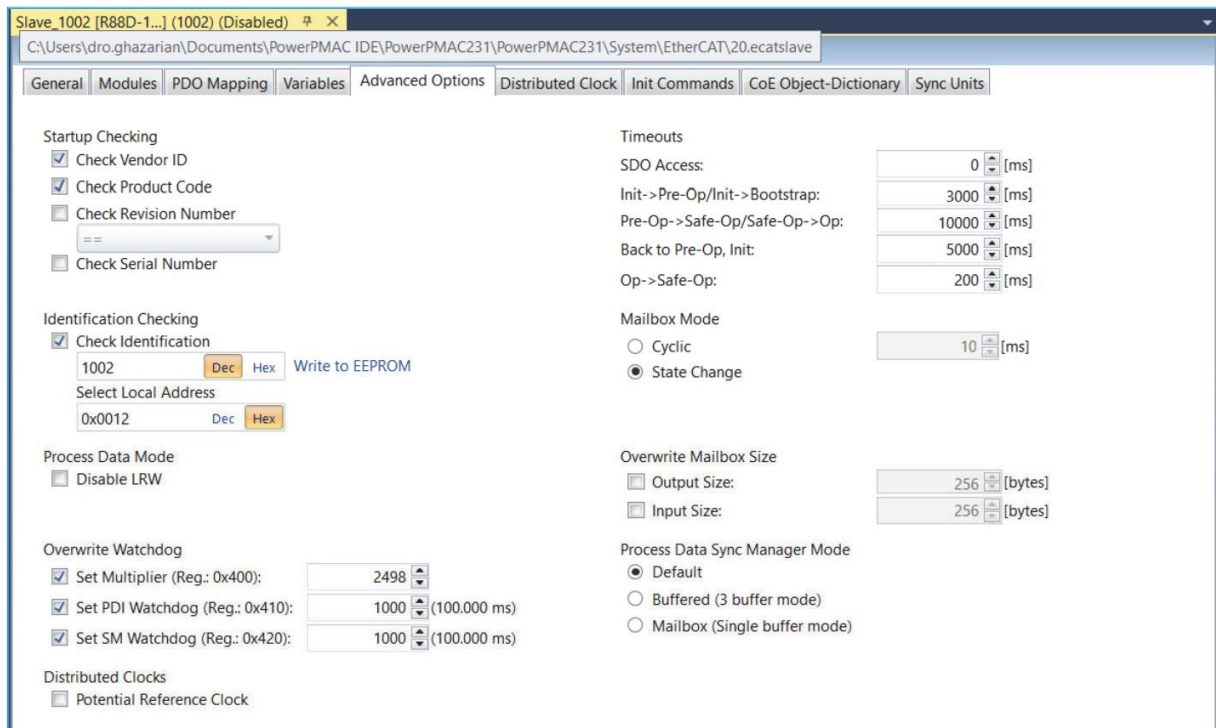 Slave_1002 [R88D-1...] (1002) (Disabled)
C:\Users\dro.ghazarian\Documents\PowerPMAC IDE\PowerPMAC231\PowerPMAC231\System\EtherCAT\20.ecatslave
General Modules PDO Mapping Variables Advanced Options Distributed Clock Init Commands CoE Object-Dictionary Sync Units
Startup Checking
Check Vendor ID
Check Product Code
Check Revision Number
==
Check Serial Number
Identification Checking
Check Identification
1002 Dec Hex Write to EEPROM
Select Local Address
0x0012 Dec Hex
Process Data Mode
Disable LRW
Overwrite Watchdog
Set Multiplier (Reg.: 0x400): 2498
Set PDI Watchdog (Reg.: 0x410): 1000 (100.000 ms)
Set SM Watchdog (Reg.: 0x420): 1000 (100.000 ms)
Distributed Clocks
Potential Reference Clock
Timeouts
SDO Access: 0 [ms]
Init->Pre-Op/Init->Bootstrap: 3000 [ms]
Pre-Op->Safe-Op/Safe-Op->Op: 10000 [ms]
Back to Pre-Op, Init: 5000 [ms]
Op->Safe-Op: 200 [ms]
Mailbox Mode
Cyclic 10 [ms]
State Change
Overwrite Mailbox Size
Output Size: 256 [bytes]
Input Size: 256 [bytes]
Process Data Sync Manager Mode
Default
Buffered (3 buffer mode)
Mailbox (Single buffer mode)